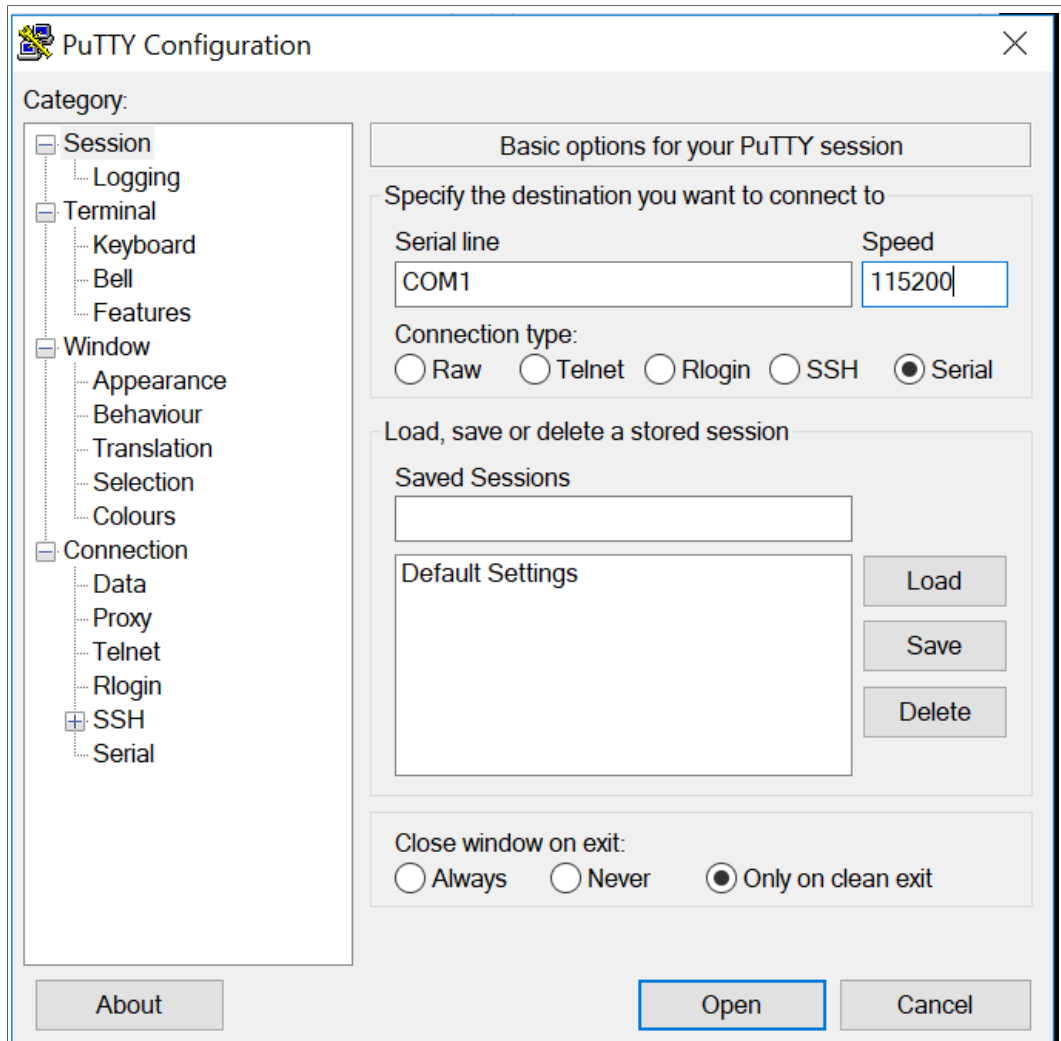 PuTTY Configuration
Category:
Session
Logging
Terminal
Keyboard
Bell
Features
Window
Appearance
Behaviour
Translation
Selection
Colours
Connection
Data
Proxy
Telnet
Rlogin
SSH
Serial
Basic options for your PuTTY session
Specify the destination you want to connect to
Serial line Speed
COM1 115200
Connection type:
Raw Telnet Rlogin SSH Serial
Load, save or delete a stored session
Saved Sessions
Default Settings
Load
Save
Delete
Close window on exit:
Always Never Only on clean exit
About Open Cancel